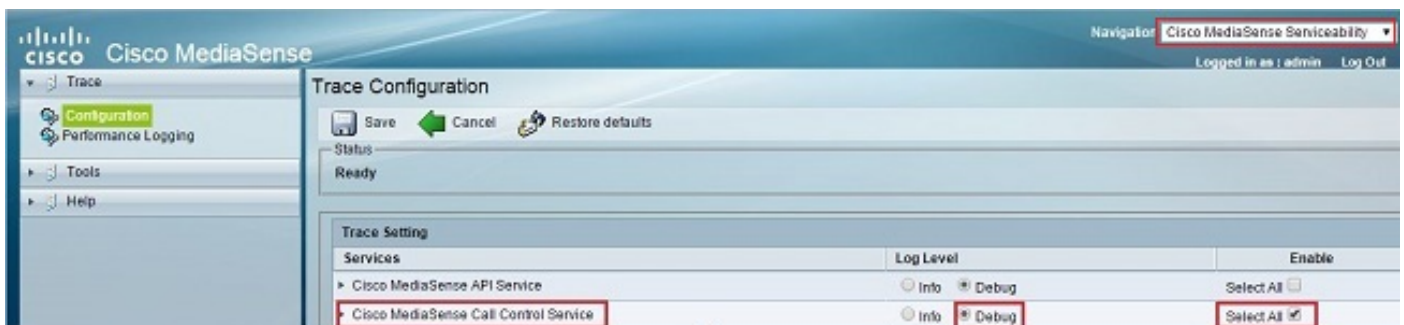 Navigation Cisco MediaSense Serviceability
cisco Cisco MediaSense
Logged in as : admin Log Out
Trace
Configuration
Performance Logging
Tools
Help
Trace Configuration
Save Cancel Restore defaults
Status
Ready
Trace Setting
Services Log Level Enable
Cisco MediaSense API Service Info Debug Select All
Cisco MediaSense Call Control Service Info Debug Select All